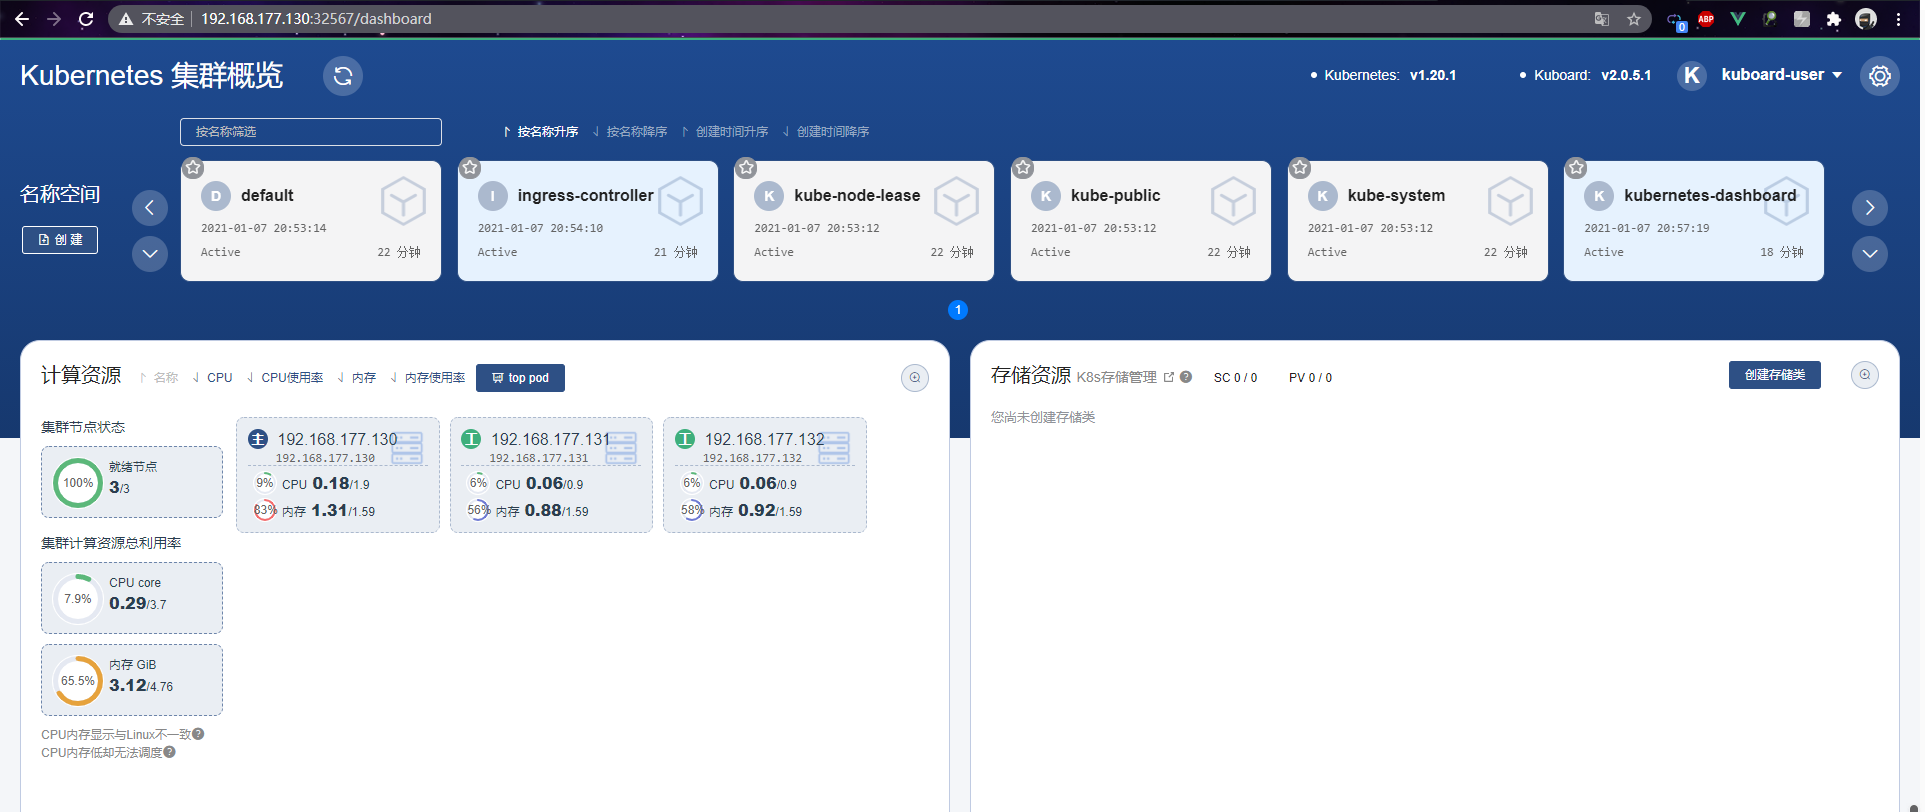 不安全 192.168.177.130:32567/dashboard
0 ABP
Kubernetes 集群概览
Kubernetes: v1.20.1
Kuboard: v2.0.5.1
K kuboard-user
按名称筛选
↾ 按名称升序 ⇃ 按名称降序 ↾ 创建时间升序 ⇃ 创建时间降序
名称空间
创 建
D default
2021-01-07 20:53:14
Active 22 分钟
I ingress-controller
2021-01-07 20:54:10
Active 21 分钟
K kube-node-lease
2021-01-07 20:53:12
Active 22 分钟
K kube-public
2021-01-07 20:53:12
Active 22 分钟
K kube-system
2021-01-07 20:53:12
Active 22 分钟
K kubernetes-dashboard
2021-01-07 20:57:19
Active 18 分钟
1
计算资源 ↾ 名称 ⇃ CPU ⇃ CPU使用率 ⇃ 内存 ⇃ 内存使用率 top pod
集群节点状态
100% 就绪节点
3/3
集群计算资源总利用率
7.9% CPU core
0.29/3.7
65.5% 内存 GiB
3.12/4.76
CPU内存显示与Linux不一致?
CPU内存低却无法调度?
主 192.168.177.130
192.168.177.130
9% CPU 0.18/1.9
83% 内存 1.31/1.59
工 192.168.177.131
192.168.177.131
6% CPU 0.06/0.9
56% 内存 0.88/1.59
工 192.168.177.132
192.168.177.132
6% CPU 0.06/0.9
58% 内存 0.92/1.59
存储资源 K8s存储管理 ? SC 0 / 0 PV 0 / 0 创建存储类
您尚未创建存储类